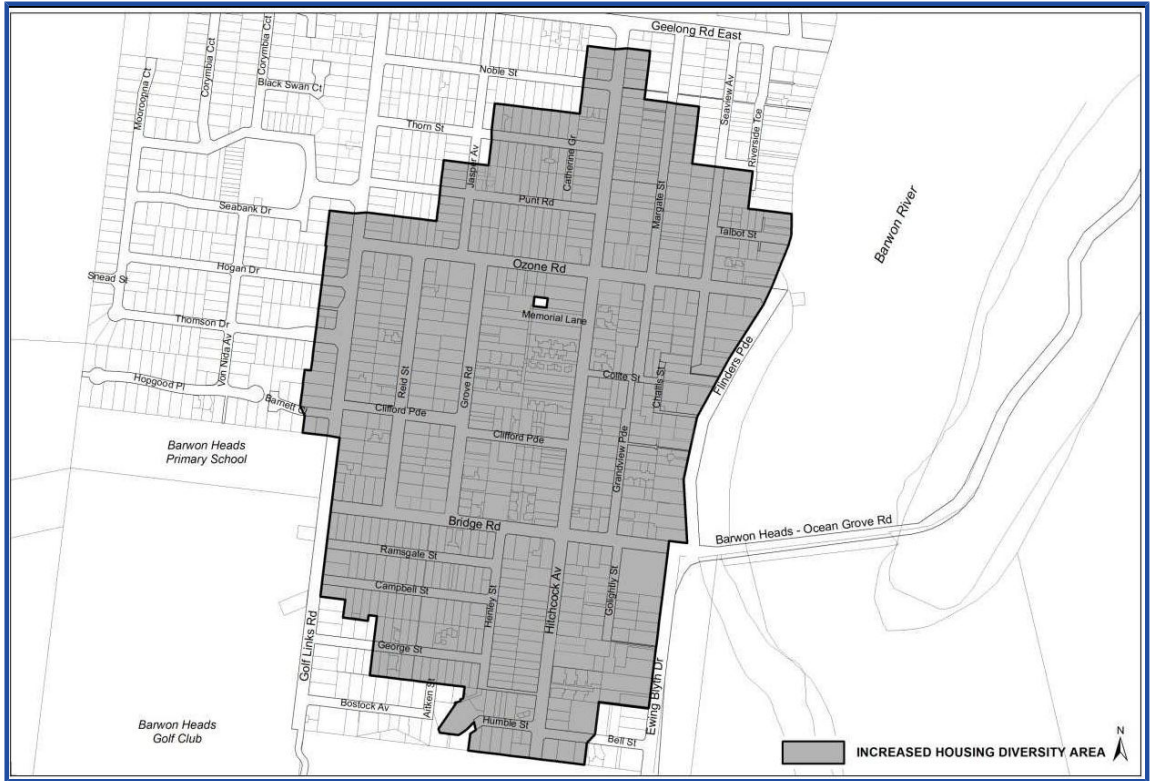 Geelong Rd East
Corymbia Cct
Corymbia Cct
Mooroopna Ct
Black Swan Ct
Noble St
Seaview Av
Riverside Tce
Thorn St
Jasper Av
Catherine Gr
Punt Rd
Margate St
Talbot St
Seabank Dr
Barwon River
Ozone Rd
Hogan Dr
Snead St
Memorial Lane
Thomson Dr
Von Nida Av
Flinders Pde
Colite St
Challis St
Reid St
Grove Rd
Hopgood Pl
Barnett Cl
Clifford Pde
Clifford Pde
Grandview Pde
Barwon Heads
Primary School
Bridge Rd
Barwon Heads - Ocean Grove Rd
Ramsgate St
Campbell St
Henley St
Hitchcock Av
Golightly St
Golf Links Rd
George St
Aitken St
Ewing Blyth Dr
Bostock Av
Humble St
Bell St
Barwon Heads
Golf Club
N
INCREASED HOUSING DIVERSITY AREA